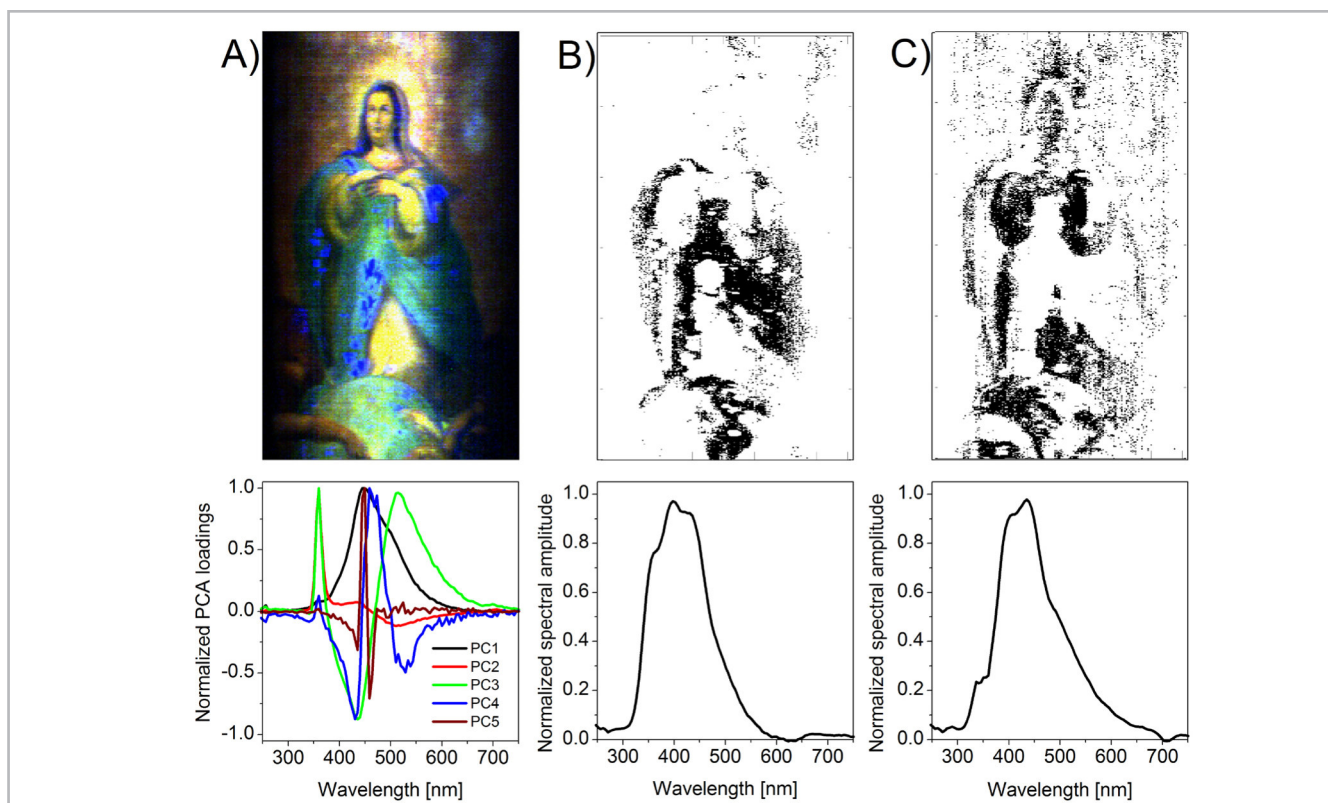 A)
B)
C)
Normalized PCA loadings
1.0
0.5
0.0
-0.5
-1.0
PC1
PC2
PC3
PC4
PC5
300 400 500 600 700
Wavelength [nm]
Normalized spectral amplitude
1.0
0.8
0.6
0.4
0.2
0.0
300 400 500 600 700
Wavelength [nm]
Normalized spectral amplitude
1.0
0.8
0.6
0.4
0.2
0.0
300 400 500 600 700
Wavelength [nm]